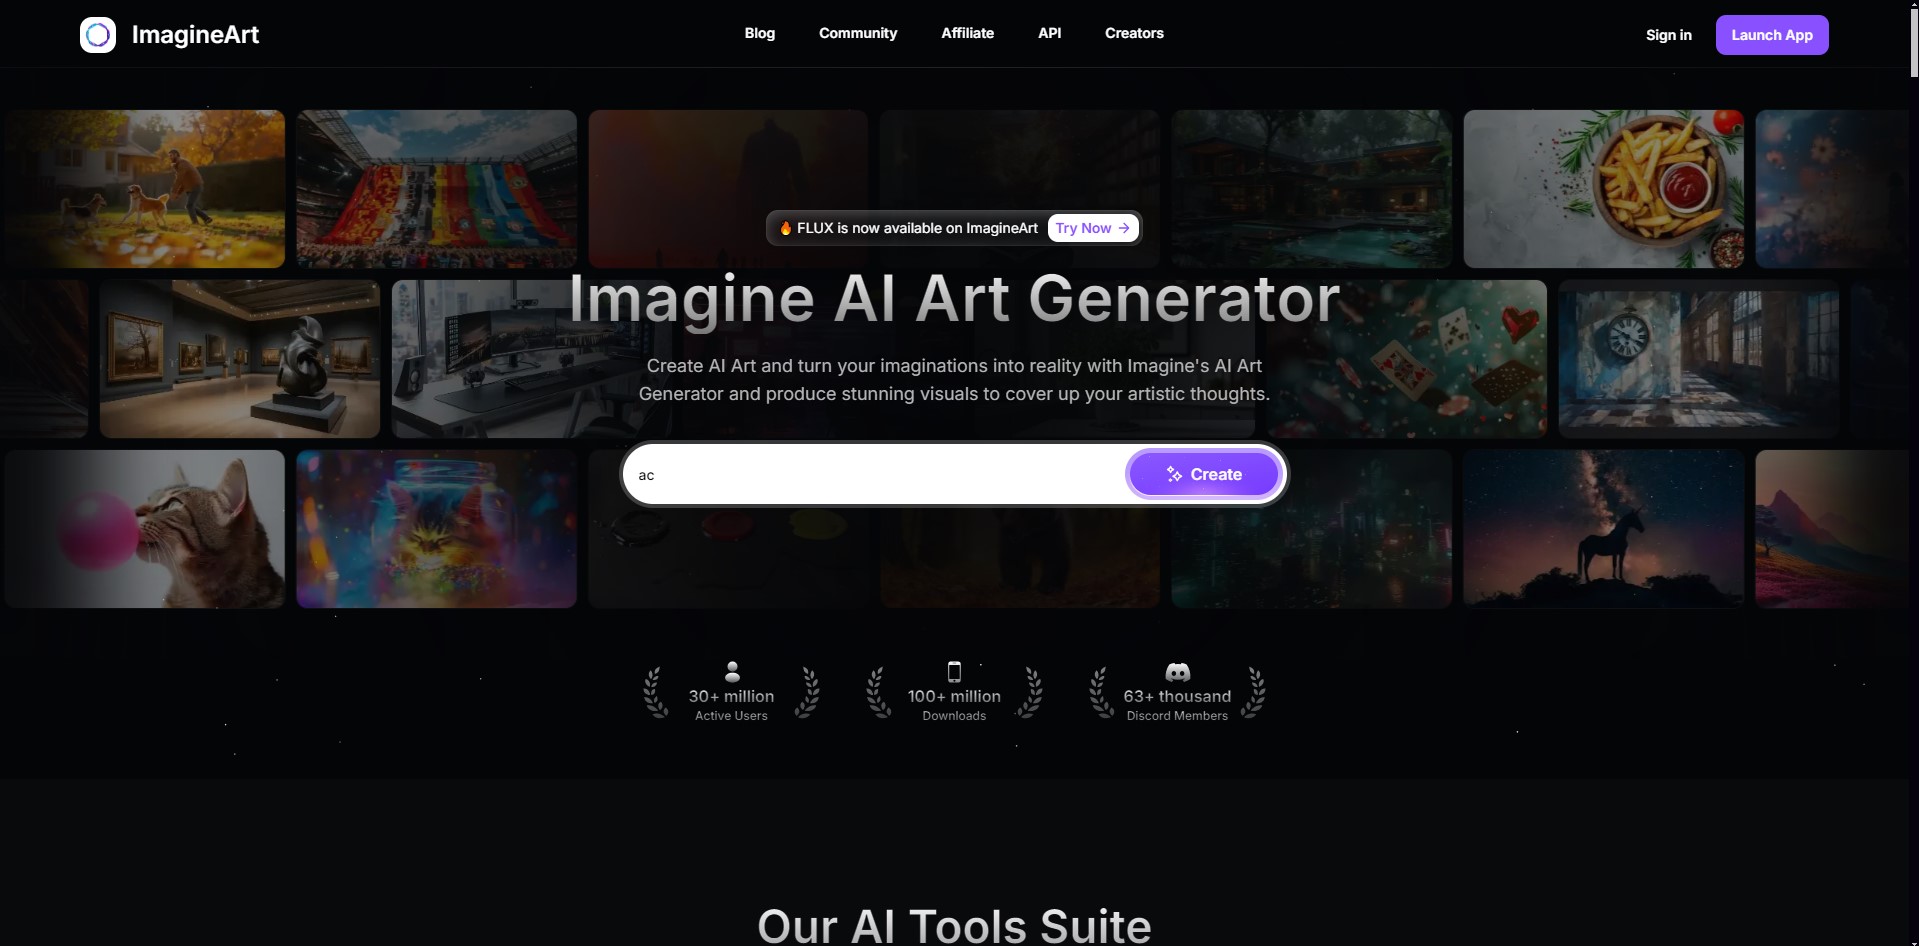 ImagineArt
Blog
Community
Affiliate
API
Creators
Sign in
Launch App
🔥 FLUX is now available on ImagineArt
Try Now →
Imagine AI Art Generator
Create AI Art and turn your imaginations into reality with Imagine's AI Art
Generator and produce stunning visuals to cover up your artistic thoughts.
ac
Create
30+ million
Active Users
100+ million
Downloads
63+ thousand
Discord Members
Our AI Tools Suite